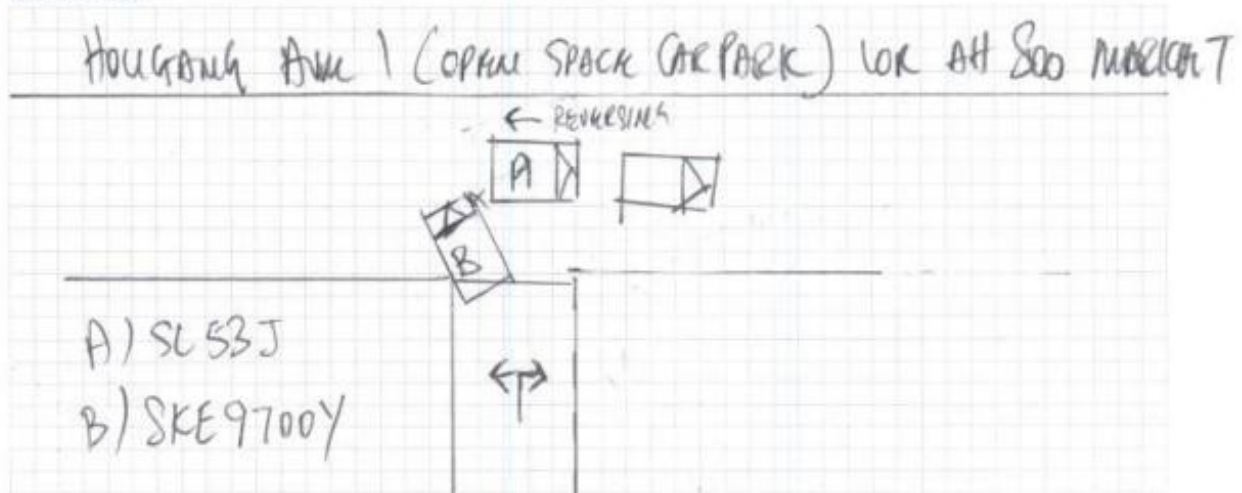 HOUGANG AVE 1 (OPEN SPACE CAR PARK) LOR AH SOO MARKET
← REVERSING
A
B
A) SL53J
B) SKE9700Y